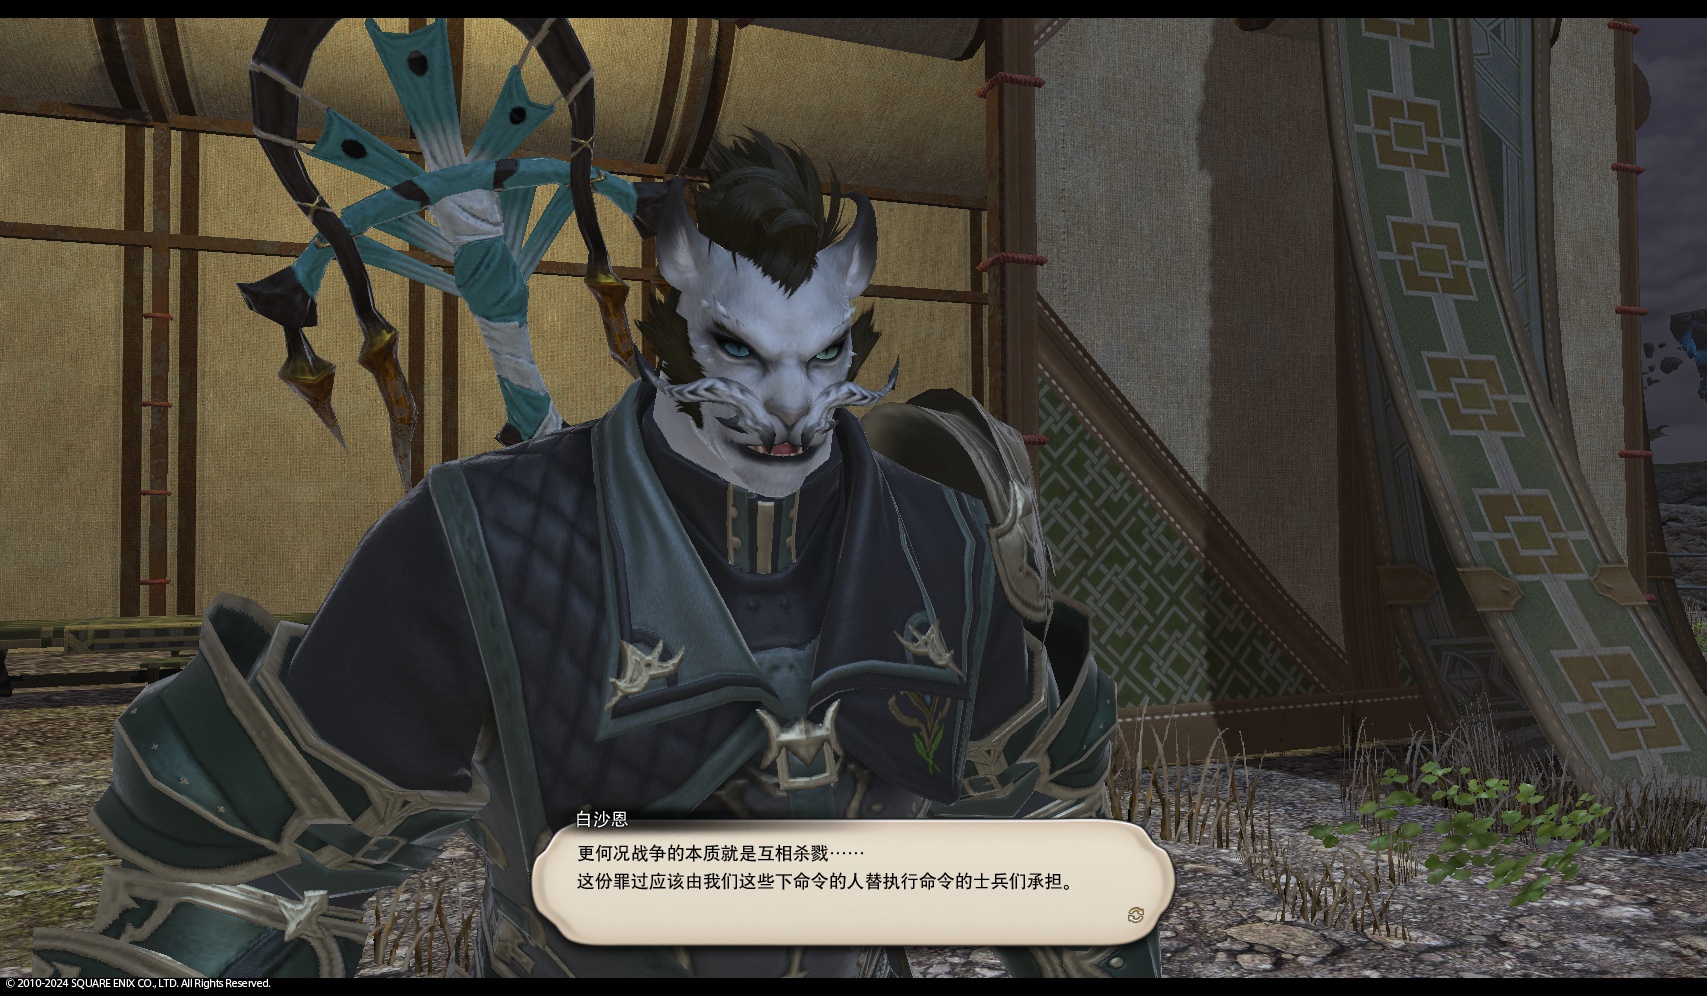 白沙恩
更何况战争的本质就是互相杀戮……
这份罪过应该由我们这些下命令的人替执行命令的士兵们承担。
© 2010-2024 SQUARE ENIX CO., LTD. All Rights Reserved.